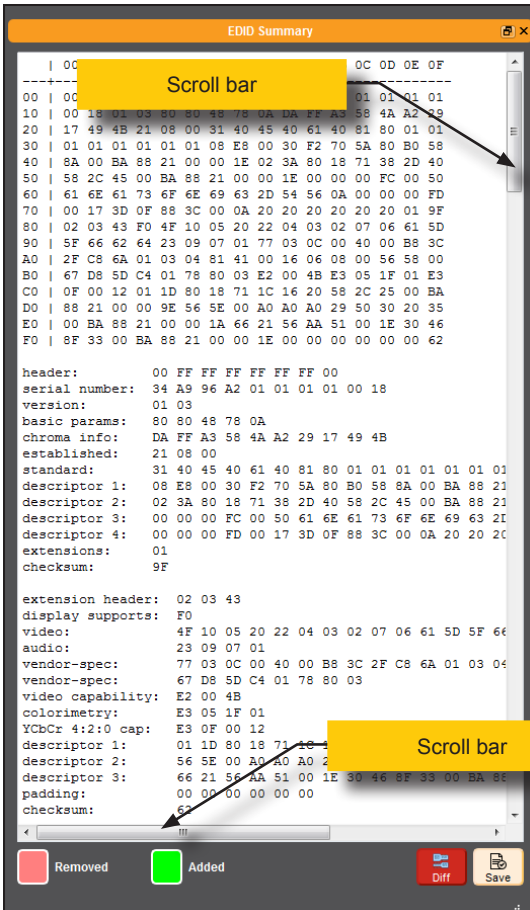 EDID Summary
| 00 0C 0D 0E 0F
Scroll bar
---+-----------------------------------------------
00 | 00 01 01 01 01
10 | 00 18 01 03 80 80 48 78 0A DA FF A3 58 4A A2 29
20 | 17 49 4B 21 08 00 31 40 45 40 61 40 81 80 01 01
30 | 01 01 01 01 01 01 08 E8 00 30 F2 70 5A 80 B0 58
40 | 8A 00 BA 88 21 00 00 1E 02 3A 80 18 71 38 2D 40
50 | 58 2C 45 00 BA 88 21 00 00 1E 00 00 00 FC 00 50
60 | 61 6E 61 73 6F 6E 69 63 2D 54 56 0A 00 00 00 FD
70 | 00 17 3D 0F 88 3C 00 0A 20 20 20 20 20 20 01 9F
80 | 02 03 43 F0 4F 10 05 20 22 04 03 02 07 06 61 5D
90 | 5F 66 62 64 23 09 07 01 77 03 0C 00 40 00 B8 3C
A0 | 2F C8 6A 01 03 04 81 41 00 16 06 08 00 56 58 00
B0 | 67 D8 5D C4 01 78 80 03 E2 00 4B E3 05 1F 01 E3
C0 | 0F 00 12 01 1D 80 18 71 1C 16 20 58 2C 25 00 BA
D0 | 88 21 00 00 9E 56 5E 00 A0 A0 A0 29 50 30 20 35
E0 | 00 BA 88 21 00 00 1A 66 21 56 AA 51 00 1E 30 46
F0 | 8F 33 00 BA 88 21 00 00 1E 00 00 00 00 00 00 62
header: 00 FF FF FF FF FF FF 00
serial number: 34 A9 96 A2 01 01 01 01 00 18
version: 01 03
basic params: 80 80 48 78 0A
chroma info: DA FF A3 58 4A A2 29 17 49 4B
established: 21 08 00
standard: 31 40 45 40 61 40 81 80 01 01 01 01 01 01 01
descriptor 1: 08 E8 00 30 F2 70 5A 80 B0 58 8A 00 BA 88 21
descriptor 2: 02 3A 80 18 71 38 2D 40 58 2C 45 00 BA 88 21
descriptor 3: 00 00 00 FC 00 50 61 6E 61 73 6F 6E 69 63 2D
descriptor 4: 00 00 00 FD 00 17 3D 0F 88 3C 00 0A 20 20 20
extensions: 01
checksum: 9F
extension header: 02 03 43
display supports: F0
video: 4F 10 05 20 22 04 03 02 07 06 61 5D 5F 66
audio: 23 09 07 01
vendor-spec: 77 03 0C 00 40 00 B8 3C 2F C8 6A 01 03 04
vendor-spec: 67 D8 5D C4 01 78 80 03
video capability: E2 00 4B
colorimetry: E3 05 1F 01
YCbCr 4:2:0 cap: E3 0F 00 12
descriptor 1: 01 1D 80 18 71 1C
Scroll bar
descriptor 2: 56 5E 00 A0 A0 A0
descriptor 3: 66 21 56 AA 51 00 1E 30 46 8F 33 00 BA 88
padding: 00 00 00 00 00 00
checksum: 62
Removed
Added
Diff
Save